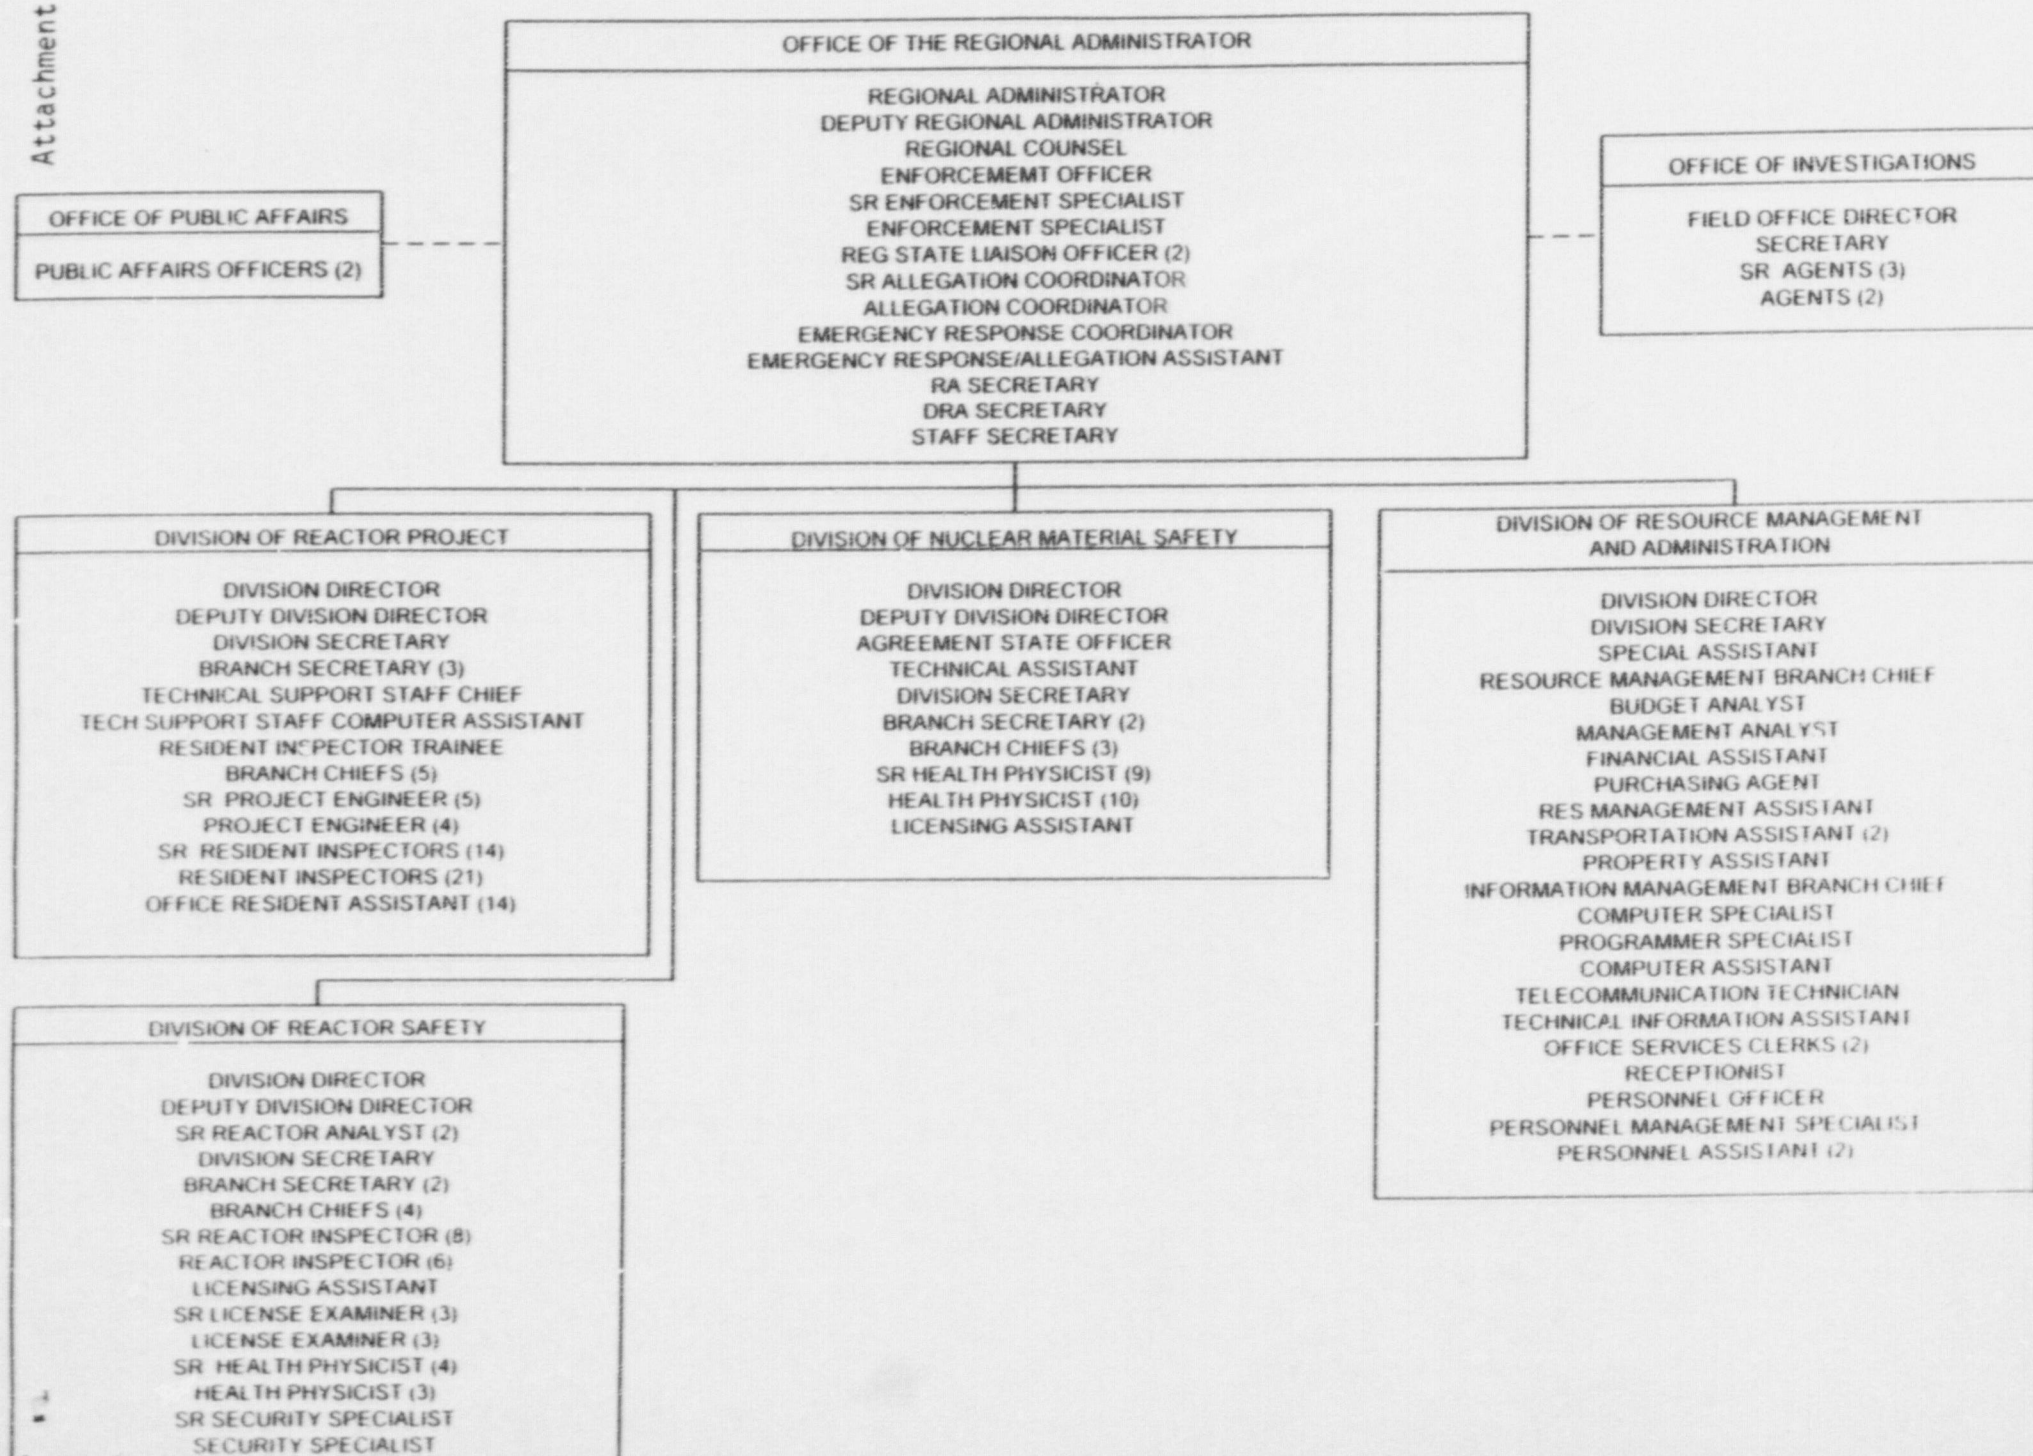 Attachment
OFFICE OF THE REGIONAL ADMINISTRATOR
REGIONAL ADMINISTRATOR
DEPUTY REGIONAL ADMINISTRATOR
REGIONAL COUNSEL
ENFORCEMEMT OFFICER
SR ENFORCEMENT SPECIALIST
ENFORCEMENT SPECIALIST
REG STATE LIAISON OFFICER (2)
SR ALLEGATION COORDINATOR
ALLEGATION COORDINATOR
EMERGENCY RESPONSE COORDINATOR
EMERGENCY RESPONSE/ALLEGATION ASSISTANT
RA SECRETARY
DRA SECRETARY
STAFF SECRETARY
OFFICE OF PUBLIC AFFAIRS
PUBLIC AFFAIRS OFFICERS (2)
OFFICE OF INVESTIGATIONS
FIELD OFFICE DIRECTOR
SECRETARY
SR AGENTS (3)
AGENTS (2)
DIVISION OF REACTOR PROJECT
DIVISION DIRECTOR
DEPUTY DIVISION DIRECTOR
DIVISION SECRETARY
BRANCH SECRETARY (3)
TECHNICAL SUPPORT STAFF CHIEF
TECH SUPPORT STAFF COMPUTER ASSISTANT
RESIDENT INSPECTOR TRAINEE
BRANCH CHIEFS (5)
SR PROJECT ENGINEER (5)
PROJECT ENGINEER (4)
SR RESIDENT INSPECTORS (14)
RESIDENT INSPECTORS (21)
OFFICE RESIDENT ASSISTANT (14)
DIVISION OF NUCLEAR MATERIAL SAFETY
DIVISION DIRECTOR
DEPUTY DIVISION DIRECTOR
AGREEMENT STATE OFFICER
TECHNICAL ASSISTANT
DIVISION SECRETARY
BRANCH SECRETARY (2)
BRANCH CHIEFS (3)
SR HEALTH PHYSICIST (9)
HEALTH PHYSICIST (10)
LICENSING ASSISTANT
DIVISION OF RESOURCE MANAGEMENT
AND ADMINISTRATION
DIVISION DIRECTOR
DIVISION SECRETARY
SPECIAL ASSISTANT
RESOURCE MANAGEMENT BRANCH CHIEF
BUDGET ANALYST
MANAGEMENT ANALYST
FINANCIAL ASSISTANT
PURCHASING AGENT
RES MANAGEMENT ASSISTANT
TRANSPORTATION ASSISTANT (2)
PROPERTY ASSISTANT
INFORMATION MANAGEMENT BRANCH CHIEF
COMPUTER SPECIALIST
PROGRAMMER SPECIALIST
COMPUTER ASSISTANT
TELECOMMUNICATION TECHNICIAN
TECHNICAL INFORMATION ASSISTANT
OFFICE SERVICES CLERKS (2)
RECEPTIONIST
PERSONNEL OFFICER
PERSONNEL MANAGEMENT SPECIALIST
PERSONNEL ASSISTANT (2)
DIVISION OF REACTOR SAFETY
DIVISION DIRECTOR
DEPUTY DIVISION DIRECTOR
SR REACTOR ANALYST (2)
DIVISION SECRETARY
BRANCH SECRETARY (2)
BRANCH CHIEFS (4)
SR REACTOR INSPECTOR (8)
REACTOR INSPECTOR (6)
LICENSING ASSISTANT
SR LICENSE EXAMINER (3)
LICENSE EXAMINER (3)
SR HEALTH PHYSICIST (4)
HEALTH PHYSICIST (3)
SR SECURITY SPECIALIST
SECURITY SPECIALIST